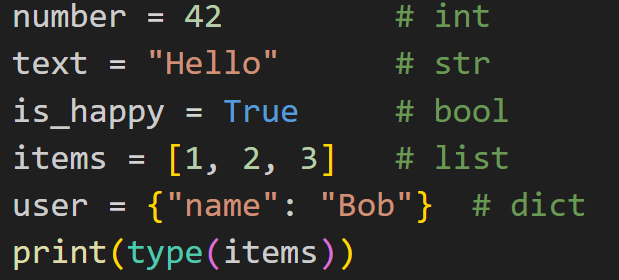 number = 42         # int
text = "Hello"      # str
is_happy = True     # bool
items = [1, 2, 3]   # list
user = {"name": "Bob"}  # dict
print(type(items))